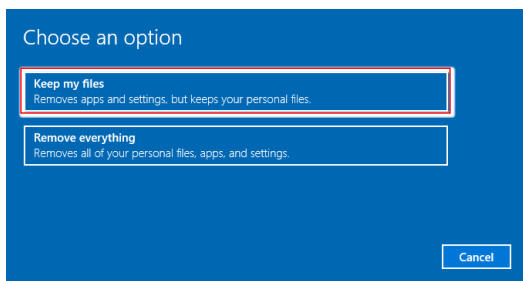 Choose an option
Keep my files
Removes apps and settings, but keeps your personal files.
Remove everything
Removes all of your personal files, apps, and settings.
Cancel